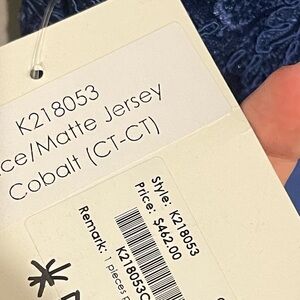 K218053
ce/Matte Jersey
Cobalt (CT-CT)
Style: K218053
Price: $462.00
K218053C
Remark: 1 pieces